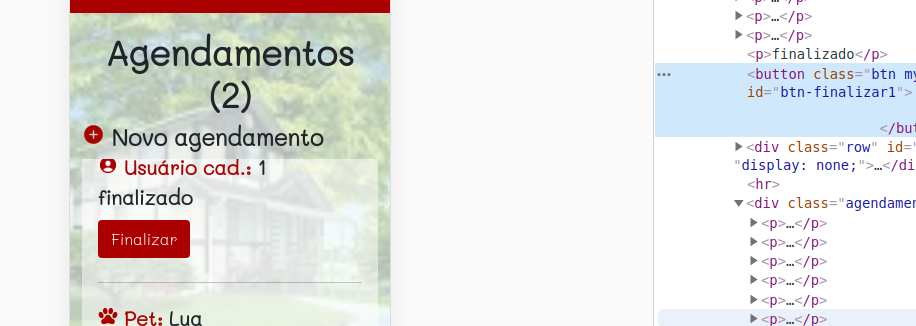 Agendamentos
(2)
Novo agendamento
Usuário cad.: 1
finalizado
Finalizar
Pet: Lua
<p>…</p>
<p>…</p>
<p>finalizado</p>
<button class="btn my
id="btn-finalizar1">
</but
<div class="row" id="
"display: none;">…</di
<hr>
<div class="agendamen
<p>…</p>
<p>…</p>
<p>…</p>
<p>…</p>
<p>…</p>
<p>…</p>